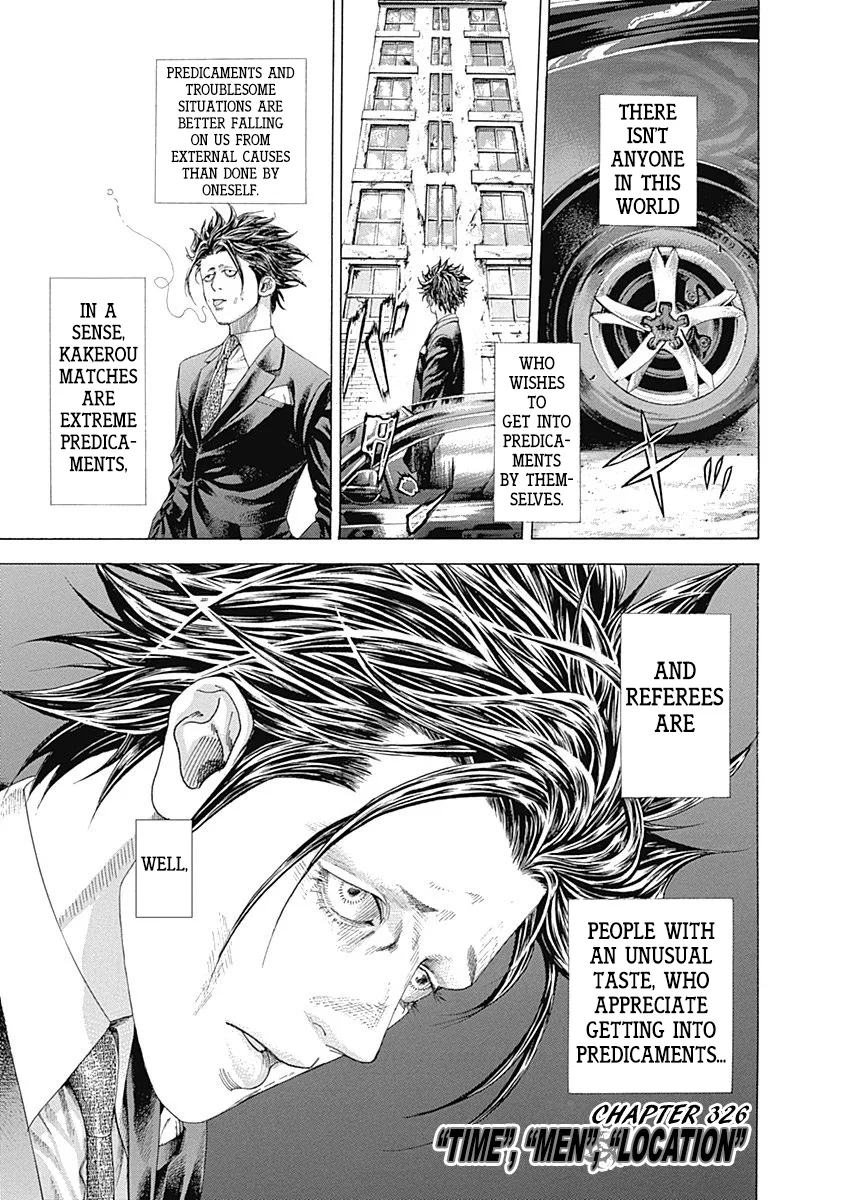 THERE
ISN'T
ANYONE
IN THIS
WORLD
WHO
WISHES
TO
GET INTO
PREDICA-
MENTS
BY THEM-
SELVES.
PREDICAMENTS AND
TROUBLESOME
SITUATIONS ARE
BETTER FALLING
ON US FROM
EXTERNAL CAUSES
THAN DONE BY
ONESELF.
IN A
SENSE,
KAKEROU
MATCHES
ARE
EXTREME
PREDICA-
MENTS,
AND
REFEREES
ARE
WELL,
PEOPLE WITH
AN UNUSUAL
TASTE, WHO
APPRECIATE
GETTING INTO
PREDICAMENTS...
CHAPTER 326
"TIME", "MEN", "LOCATION"